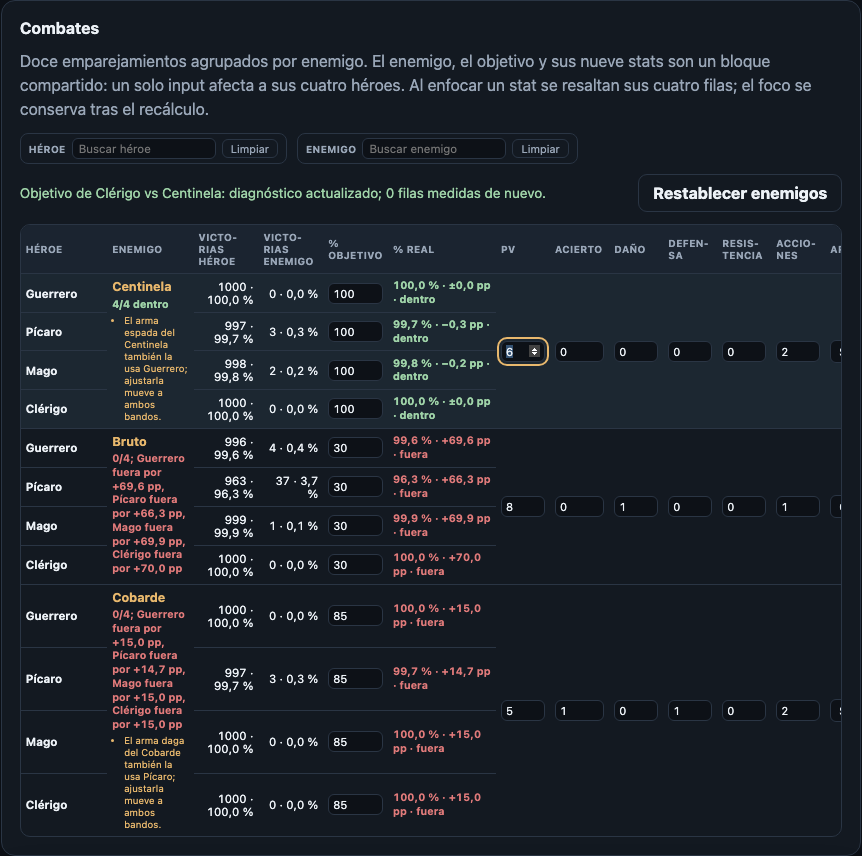 Combates
Doce emparejamientos agrupados por enemigo. El enemigo, el objetivo y sus nueve stats son un bloque
compartido: un solo input afecta a sus cuatro héroes. Al enfocar un stat se resaltan sus cuatro filas; el foco se
conserva tras el recálculo.
HÉROE Buscar héroe Limpiar ENEMIGO Buscar enemigo Limpiar
Objetivo de Clérigo vs Centinela: diagnóstico actualizado; 0 filas medidas de nuevo.
Restablecer enemigos
HÉROE
ENEMIGO
VICTO-
RIAS
HÉROE
VICTO-
RIAS
ENEMIGO
%
OBJETIVO
% REAL
PV
ACIERTO
DAÑO
DEFEN-
SA
RESIS-
TENCIA
ACCIO-
NES
Centinela
4/4 dentro
El arma
espada del
Centinela
también la
usa Guerrero;
ajustarla
mueve a
ambos
bandos.
Guerrero
1000 ·
100,0 %
0 · 0,0 %
100
100,0 % · ±0,0 pp
· dentro
Pícaro
997 ·
99,7 %
3 · 0,3 %
100
99,7 % · −0,3 pp ·
dentro
6
0
0
0
0
2
Mago
998 ·
99,8 %
2 · 0,2 %
100
99,8 % · −0,2 pp ·
dentro
Clérigo
1000 ·
100,0 %
0 · 0,0 %
100
100,0 % · ±0,0 pp
· dentro
Bruto
0/4; Guerrero
fuera por
+69,6 pp,
Pícaro fuera
por +66,3 pp,
Mago fuera
por +69,9 pp,
Clérigo fuera
por +70,0 pp
Guerrero
996 ·
99,6 %
4 · 0,4 %
30
99,6 % · +69,6 pp
· fuera
Pícaro
963 ·
96,3 %
37 · 3,7
%
30
96,3 % · +66,3 pp
· fuera
8
0
1
0
0
1
Mago
999 ·
99,9 %
1 · 0,1 %
30
99,9 % · +69,9 pp
· fuera
Clérigo
1000 ·
100,0 %
0 · 0,0 %
30
100,0 % · +70,0
pp · fuera
Cobarde
0/4; Guerrero
fuera por
+15,0 pp,
Pícaro fuera
por +14,7 pp,
Mago fuera
por +15,0 pp,
Clérigo fuera
por +15,0 pp
El arma daga
del Cobarde
también la
usa Pícaro;
ajustarla
mueve a
ambos
bandos.
Guerrero
1000 ·
100,0 %
0 · 0,0 %
85
100,0 % · +15,0
pp · fuera
Pícaro
997 ·
99,7 %
3 · 0,3 %
85
99,7 % · +14,7 pp
· fuera
5
1
0
1
0
2
Mago
1000 ·
100,0 %
0 · 0,0 %
85
100,0 % · +15,0
pp · fuera
Clérigo
1000 ·
100,0 %
0 · 0,0 %
85
100,0 % · +15,0
pp · fuera